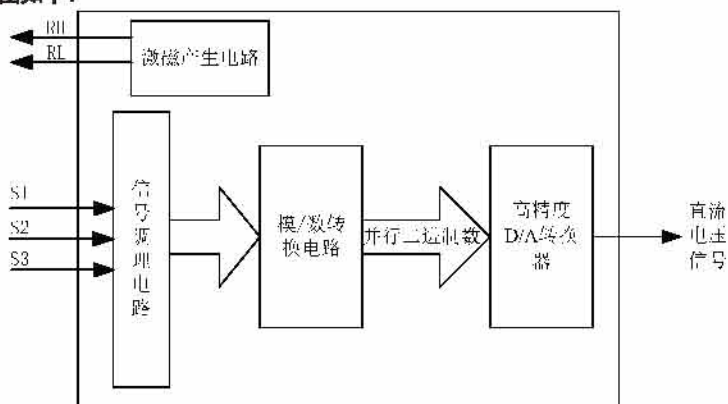 RH
RL
激磁产生电路
S1
S2
S3
信号调理电路
模/数转
换电路
并行二进制数
高精度
D/A转换
器
直流
电压
信号